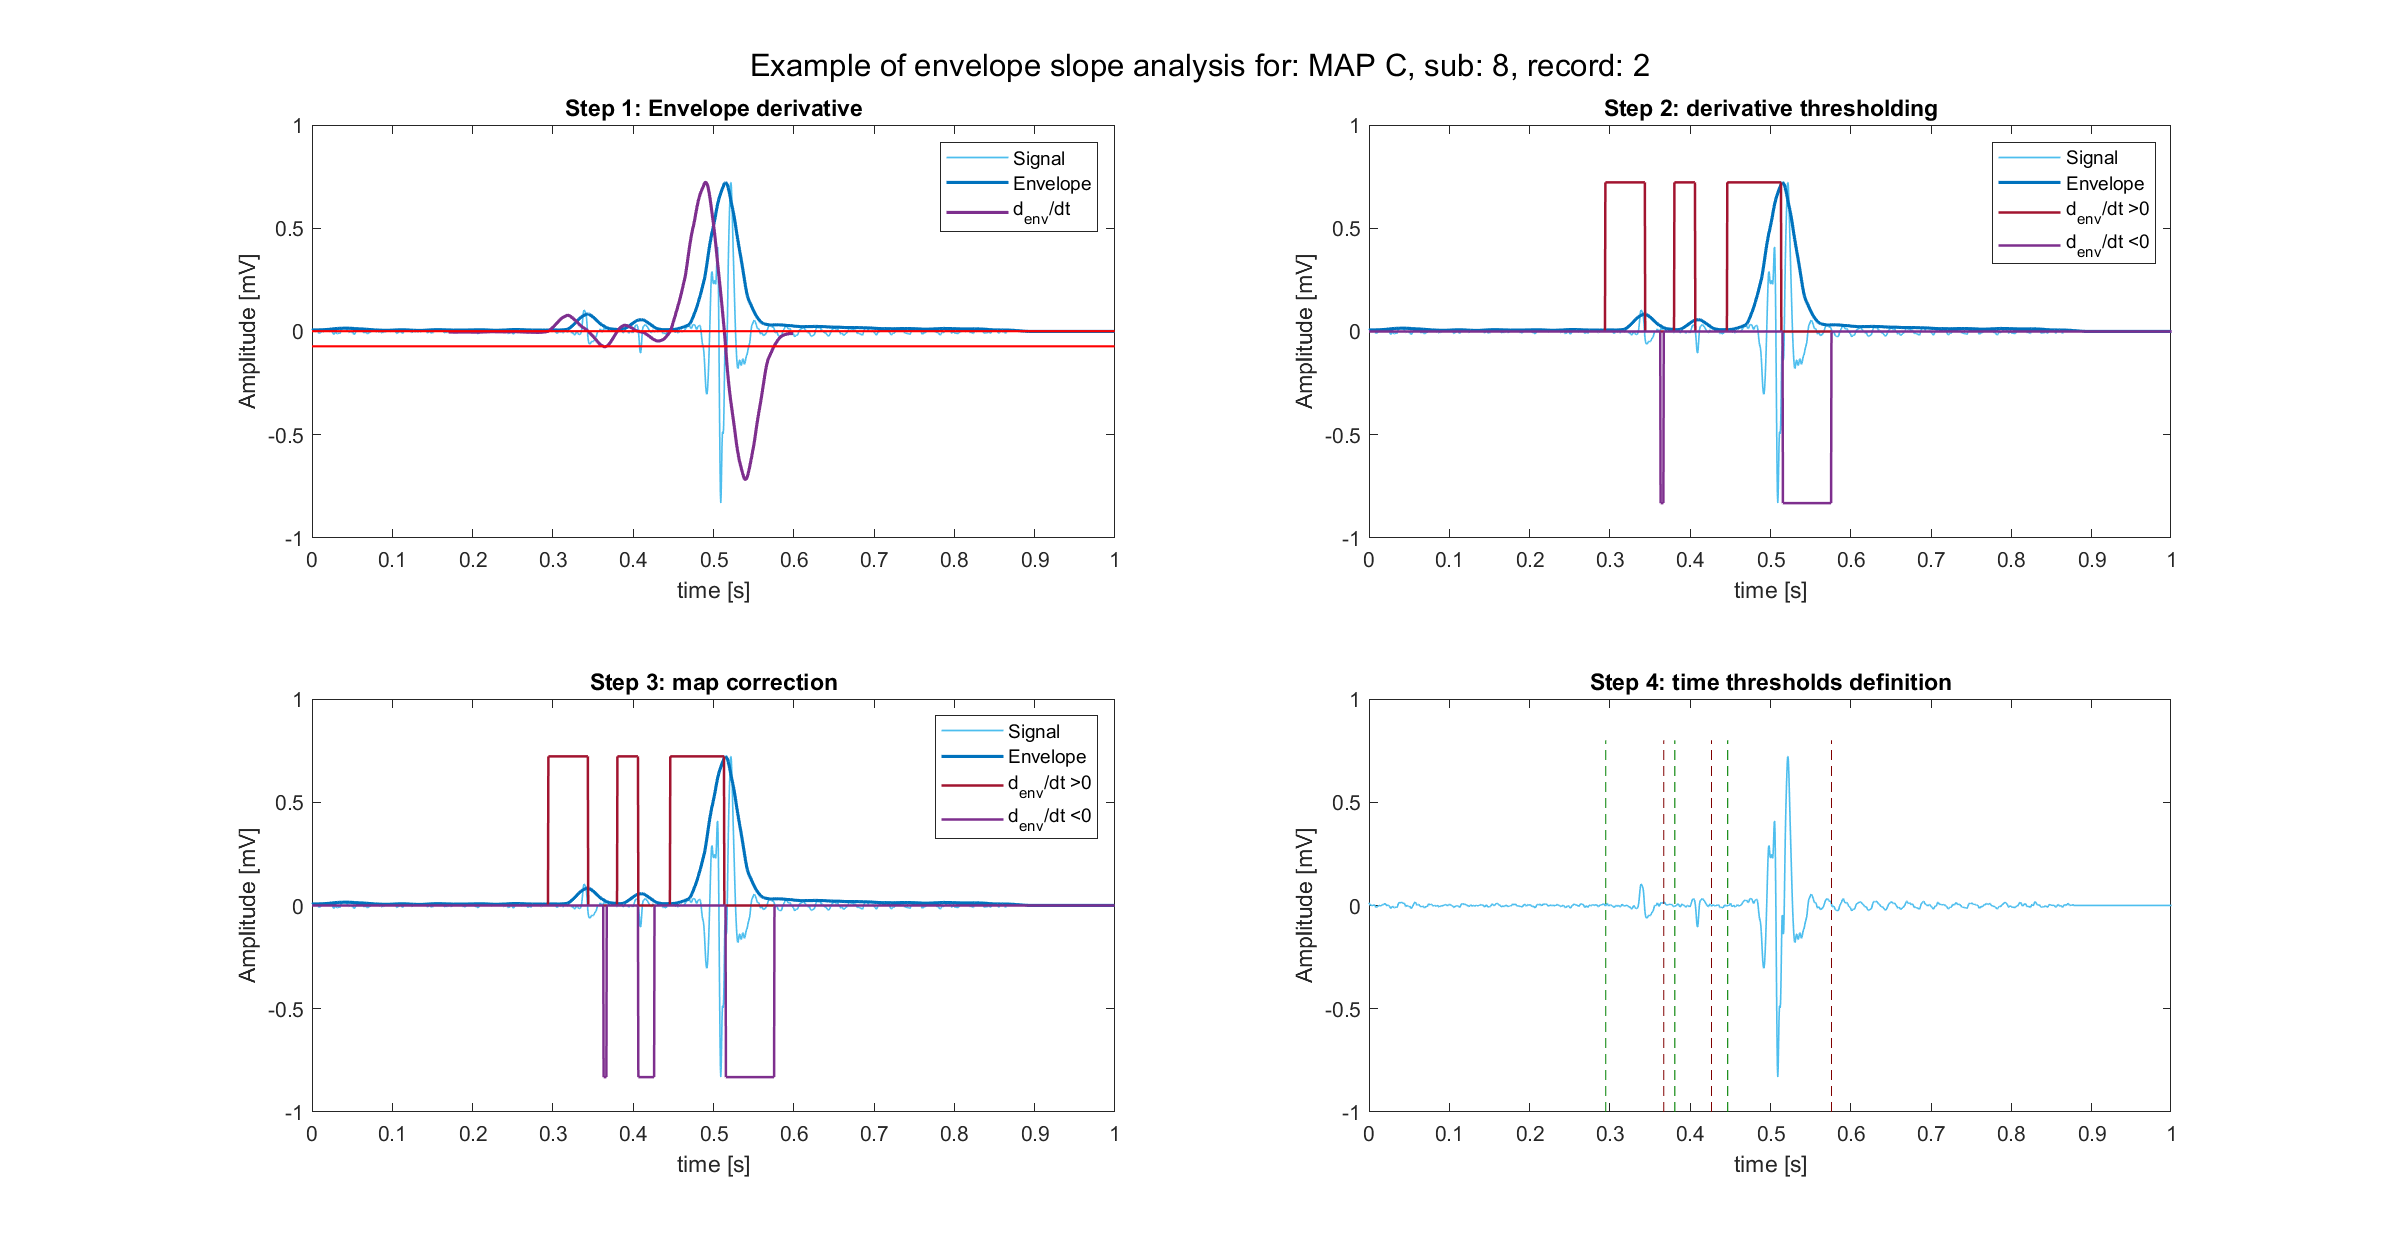 Example of envelope slope analysis for: MAP C, sub: 8, record: 2
Step 1: Envelope derivative
1
0.5
0
-0.5
-1
Amplitude [mV]
0 0.1 0.2 0.3 0.4 0.5 0.6 0.7 0.8 0.9 1
time [s]
Signal
Envelope
d_env/dt
Step 2: derivative thresholding
1
0.5
0
-0.5
-1
Amplitude [mV]
0 0.1 0.2 0.3 0.4 0.5 0.6 0.7 0.8 0.9 1
time [s]
Signal
Envelope
d_env/dt >0
d_env/dt <0
Step 3: map correction
1
0.5
0
-0.5
-1
Amplitude [mV]
0 0.1 0.2 0.3 0.4 0.5 0.6 0.7 0.8 0.9 1
time [s]
Signal
Envelope
d_env/dt >0
d_env/dt <0
Step 4: time thresholds definition
1
0.5
0
-0.5
-1
Amplitude [mV]
0 0.1 0.2 0.3 0.4 0.5 0.6 0.7 0.8 0.9 1
time [s]